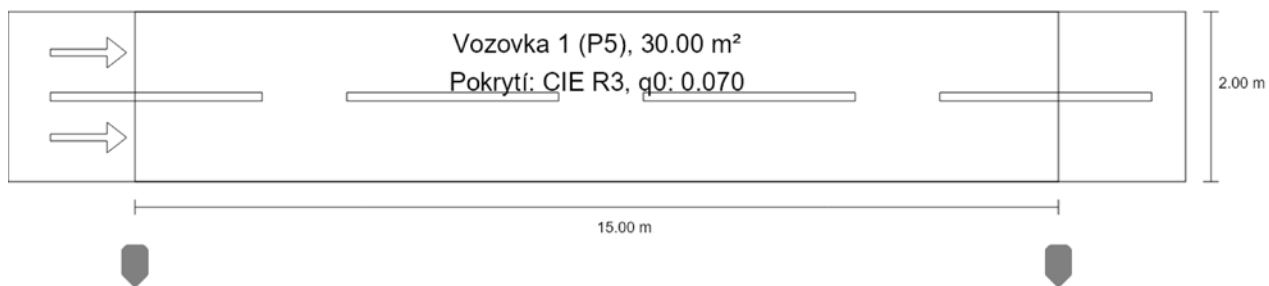 Vozovka 1 (P5), 30.00 m²
Pokrytí: CIE R3, q0: 0.070
2.00 m
15.00 m